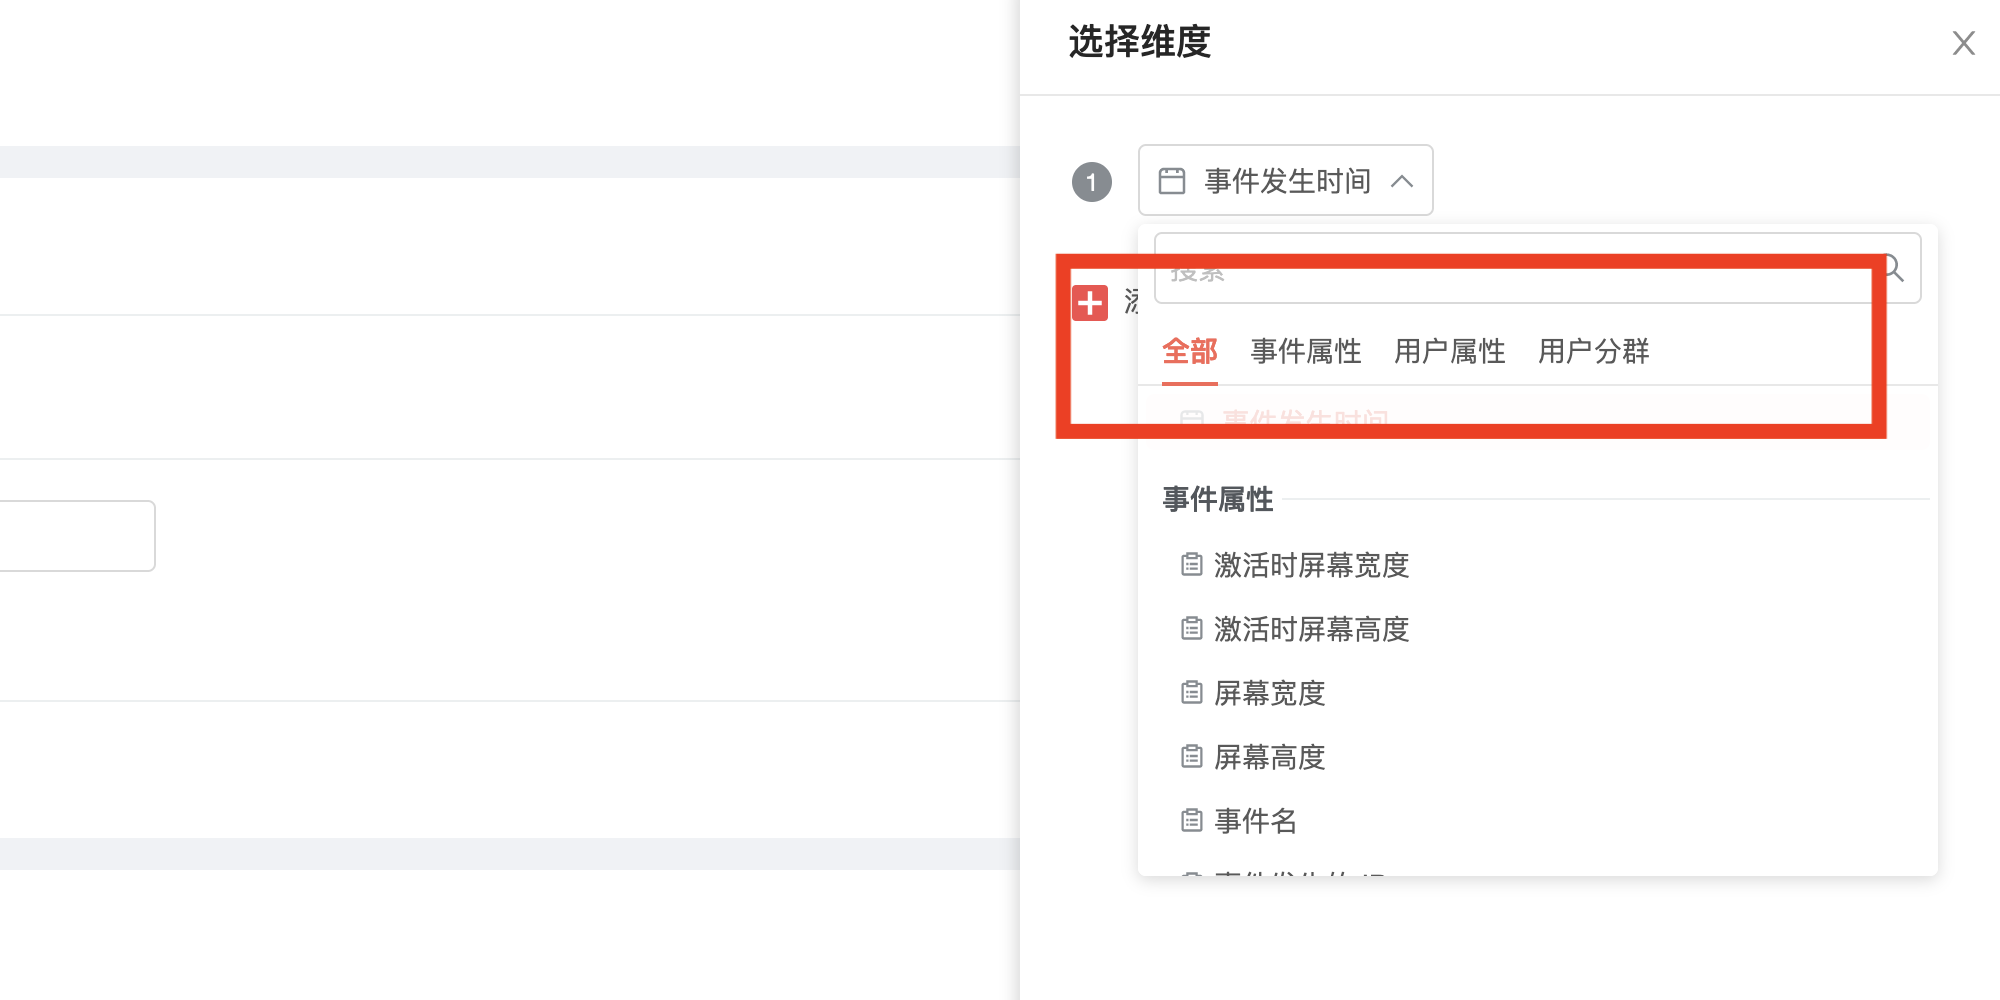 选择维度
1
事件发生时间
搜索
全部 事件属性 用户属性 用户分群
事件发生时间
事件属性
激活时屏幕宽度
激活时屏幕高度
屏幕宽度
屏幕高度
事件名